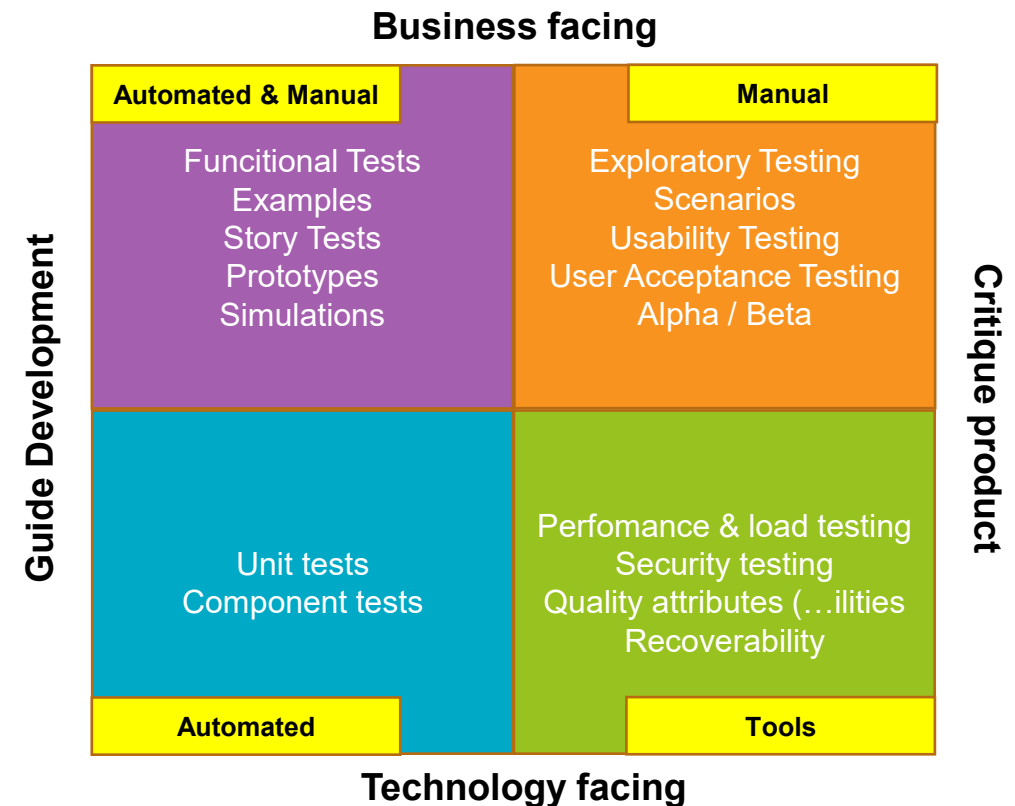 Business facing
Automated & Manual
Manual
Funcitional Tests
Examples
Story Tests
Prototypes
Simulations
Exploratory Testing
Scenarios
Usability Testing
User Acceptance Testing
Alpha / Beta
Guide Development
Critique product
Unit tests
Component tests
Perfomance & load testing
Security testing
Quality attributes (…ilities
Recoverability
Automated
Tools
Technology facing